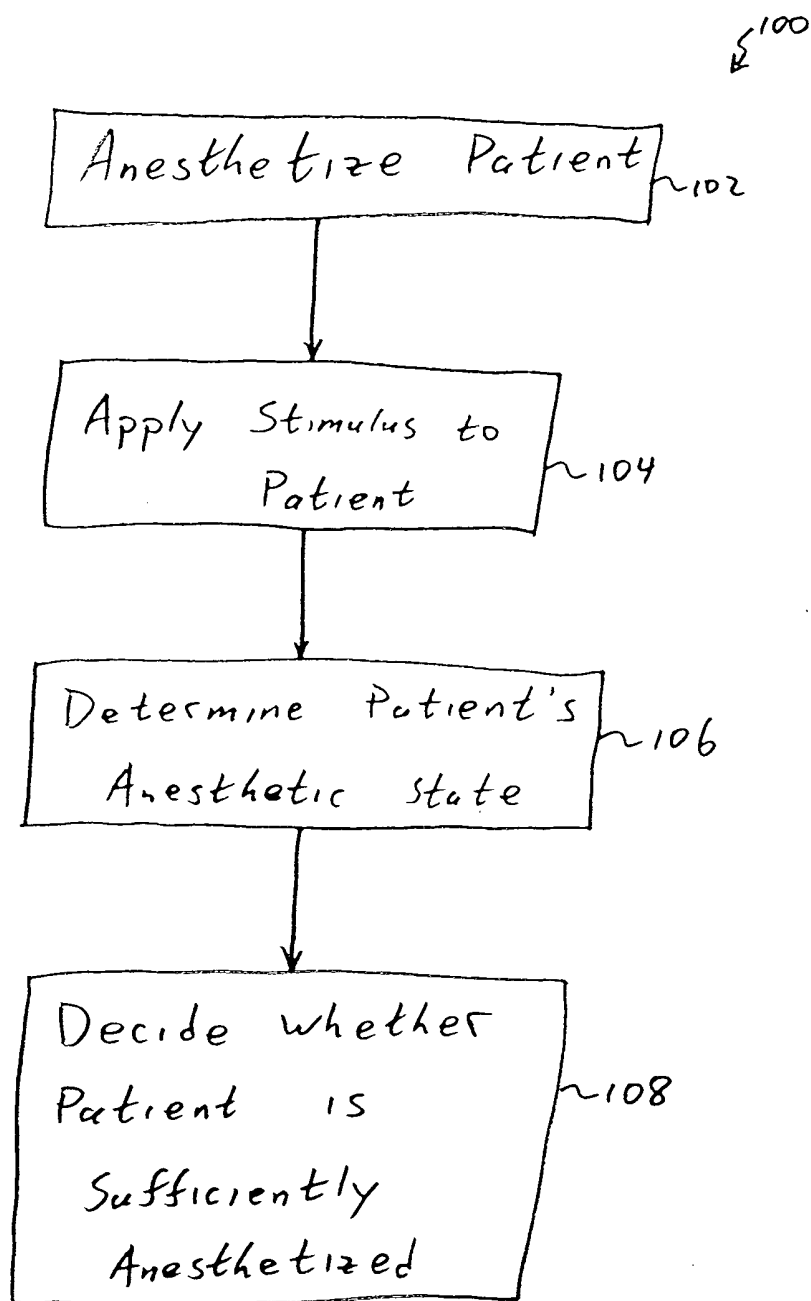 100
Anesthetize Patient
102
Apply Stimulus to
Patient
104
Determine Patient's
Anesthetic state
106
Decide whether
Patient is
Sufficiently
Anesthetized
108